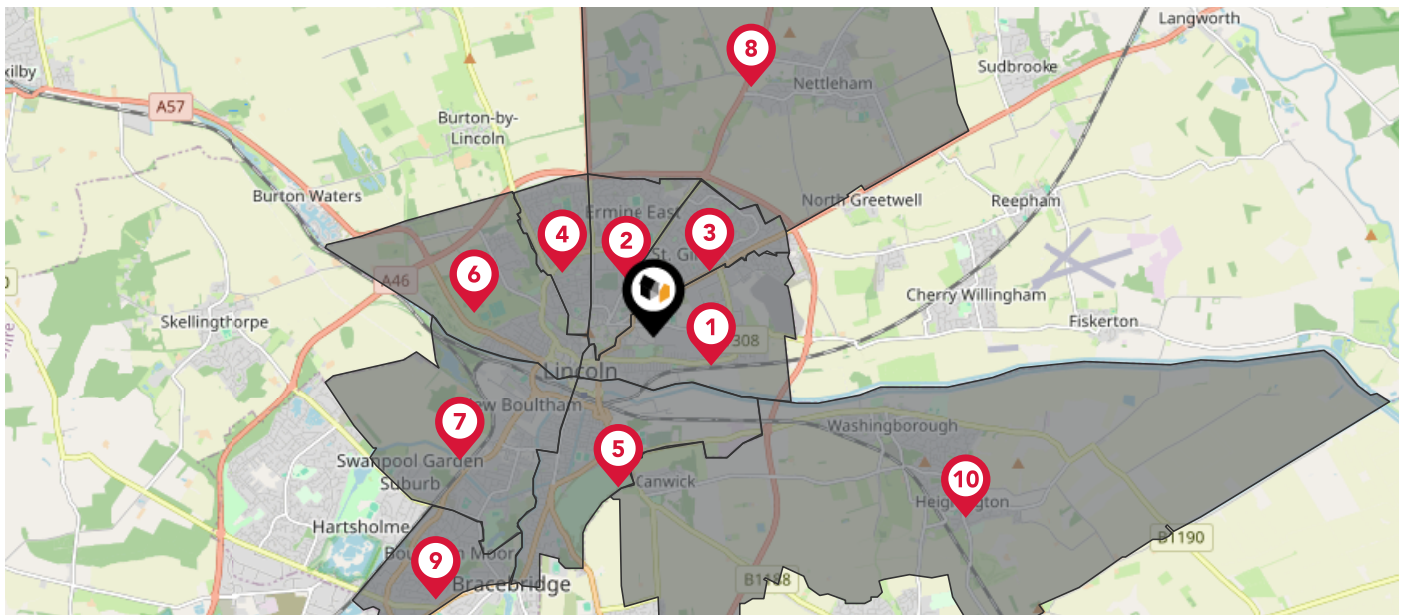 Langworth
8
Sudbrooke
Nettleham
A57
Burton-by-
Lincoln
Burton Waters
North Greetwell
Reepham
Ermine East
4
2
3
6
A46
Cherry Willingham
Skellingthorpe
Fiskerton
1
308
Lincoln
7
5
Washingborough
Swanpool Garden
Suburb
Canwick
10
Hartsholme
B1190
9
B1188
Bracebridge